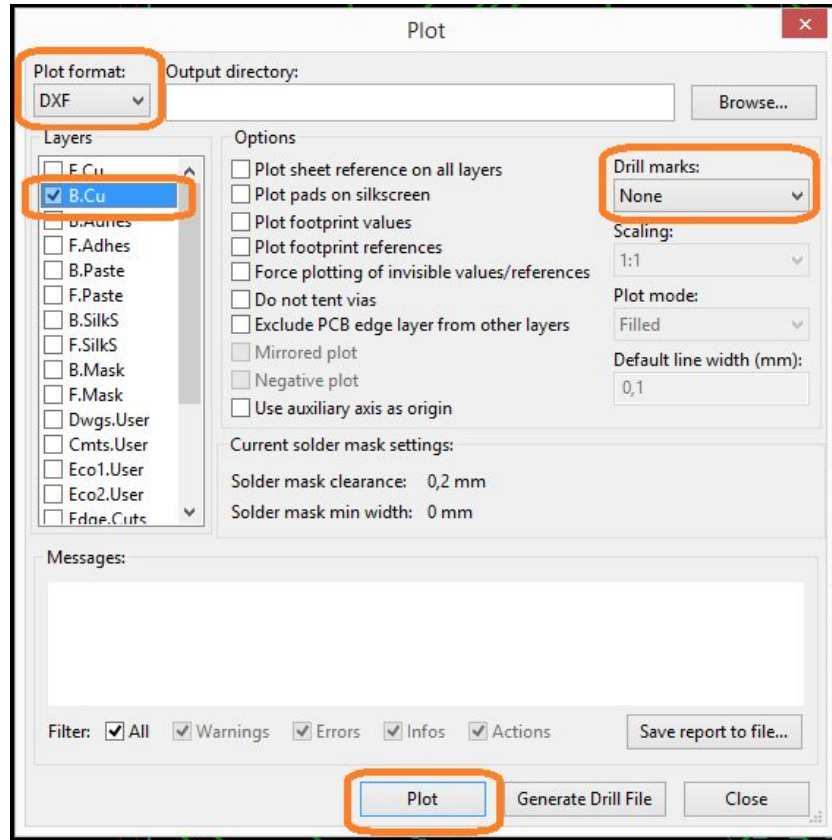 Plot
Plot format:
Output directory:
DXF
Browse...
Layers
F.Cu
B.Cu
B.Adhes
F.Adhes
B.Paste
F.Paste
B.SilkS
F.SilkS
B.Mask
F.Mask
Dwgs.User
Cmts.User
Eco1.User
Eco2.User
Edge.Cuts
Options
Plot sheet reference on all layers
Plot pads on silkscreen
Plot footprint values
Plot footprint references
Force plotting of invisible values/references
Do not tent vias
Exclude PCB edge layer from other layers
Mirrored plot
Negative plot
Use auxiliary axis as origin
Drill marks:
None
Scaling:
1:1
Plot mode:
Filled
Default line width (mm):
0,1
Current solder mask settings:
Solder mask clearance: 0,2 mm
Solder mask min width: 0 mm
Messages:
Filter: All Warnings Errors Infos Actions Save report to file...
Plot Generate Drill File Close